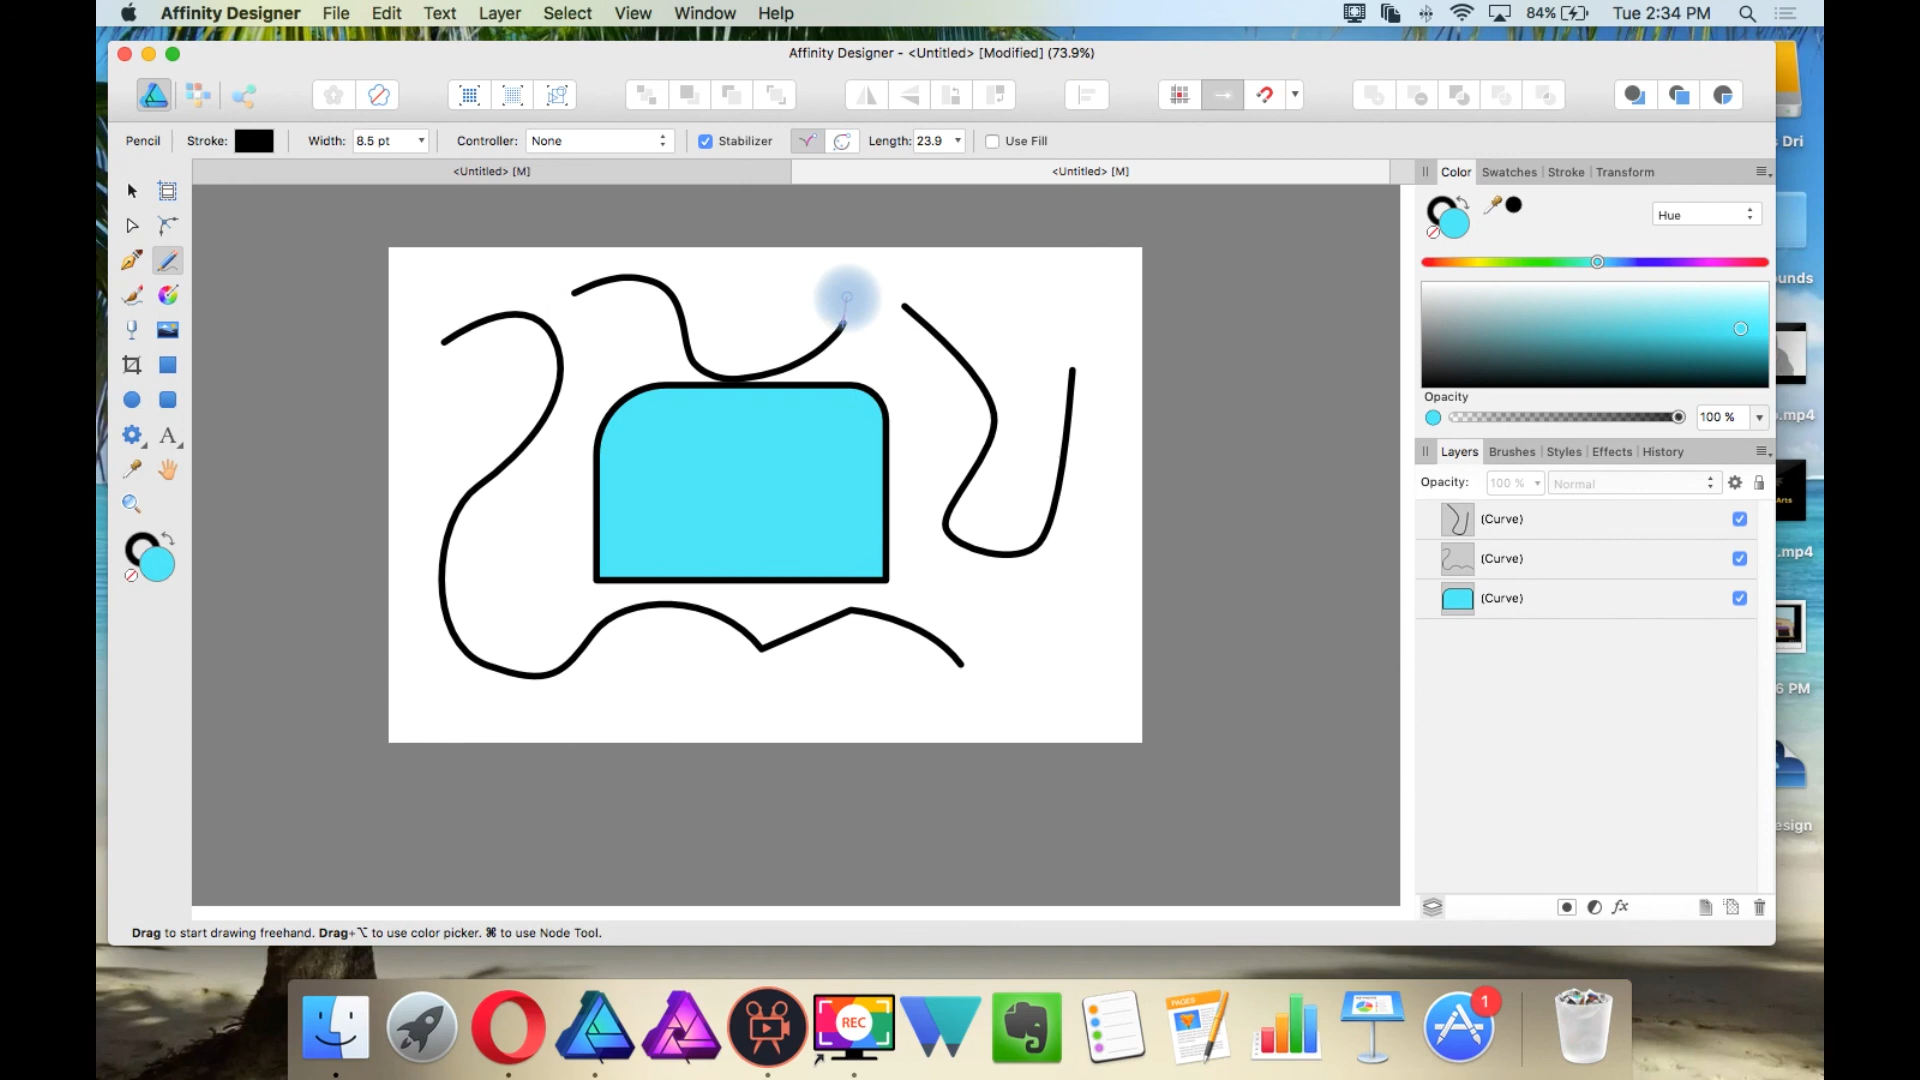 Affinity Designer File Edit Text Layer Select View Window Help 84% Tue 2:34 PM
Affinity Designer - <Untitled> [Modified] (73.9%)
Pencil Stroke: Width: 8.5 pt Controller: None Stabilizer Length: 23.9 Use Fill
<Untitled> [M] <Untitled> [M]
Color Swatches Stroke Transform
Hue
Opacity
100 %
Layers Brushes Styles Effects History
Opacity: 100 % Normal
(Curve)
(Curve)
(Curve)
fx
A
Dri
unds
.mp4
Arts
.mp4
6 PM
esign
Drag to start drawing freehand. Drag+⌥ to use color picker. ⌘ to use Node Tool.
REC
PAGES
1